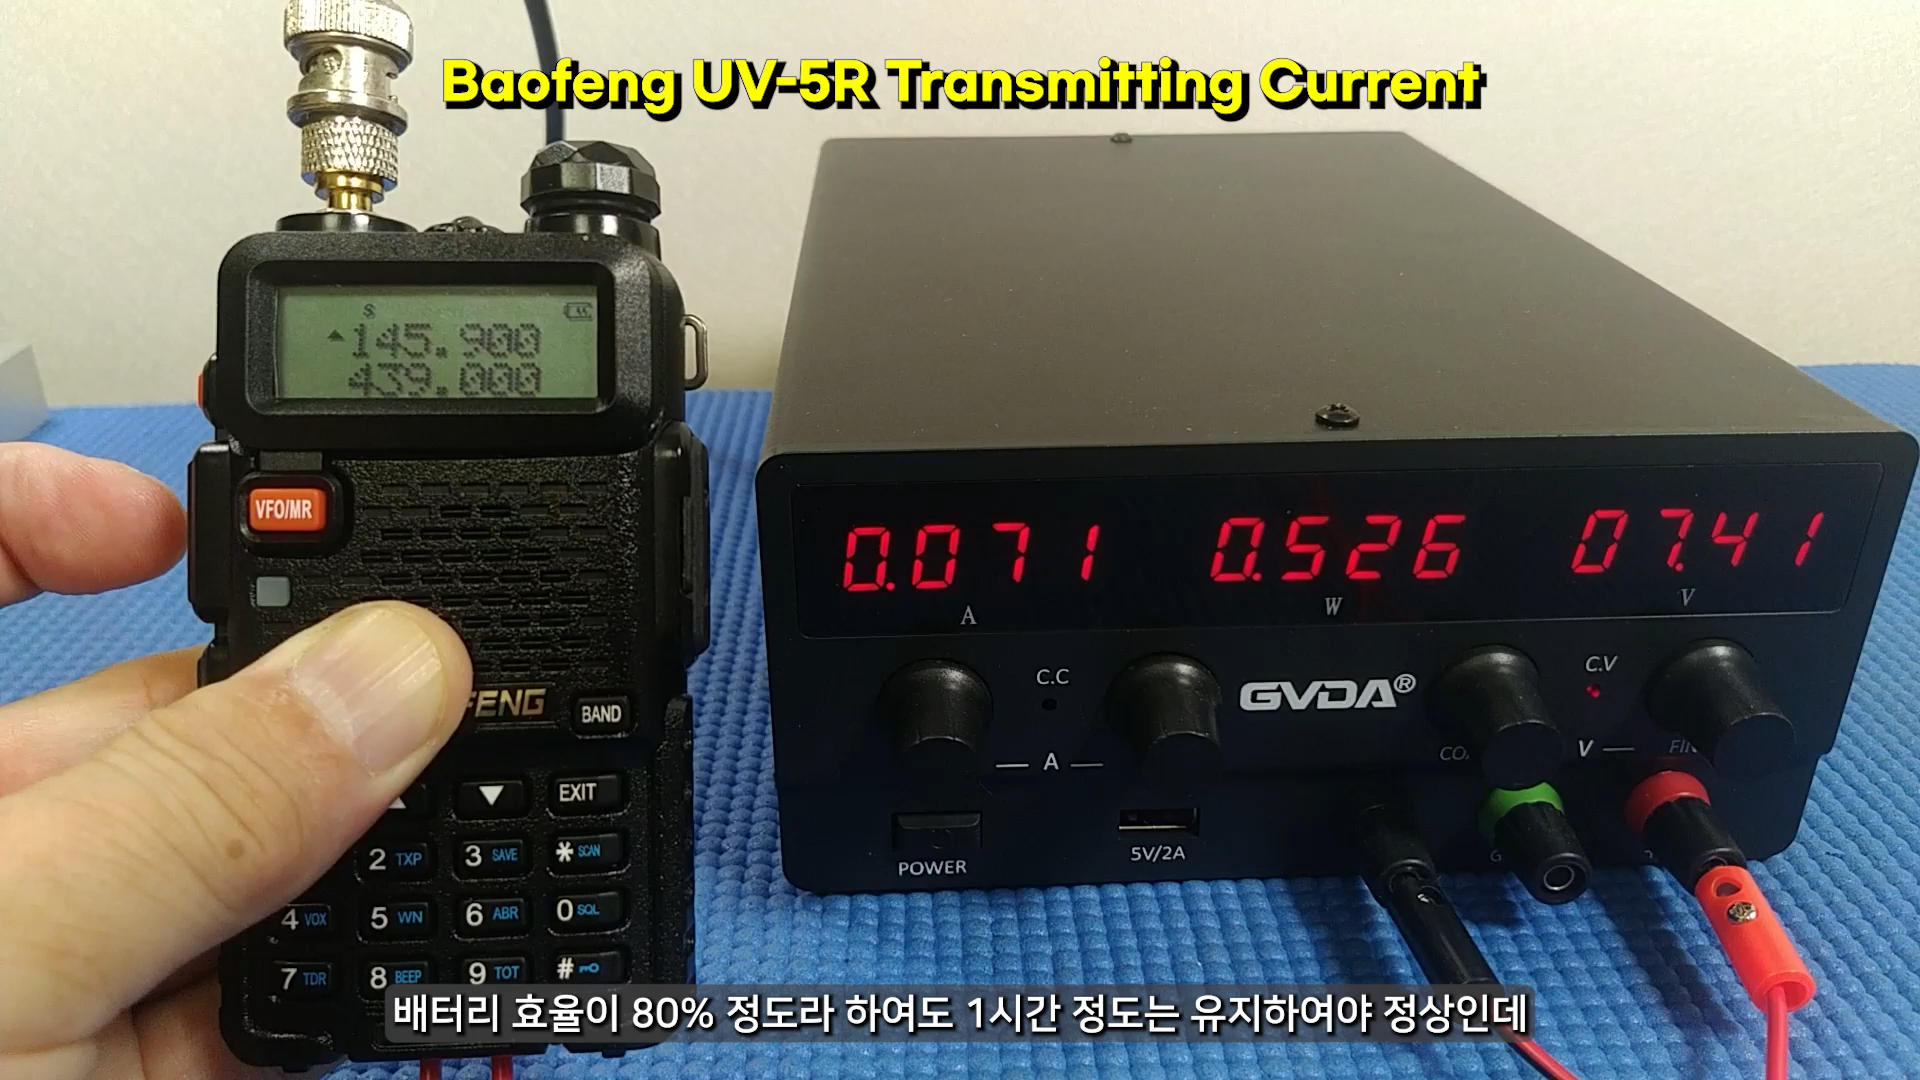 Baofeng UV-5R Transmitting Current
S
145.900
439.000
VFO/MR
FENG
BAND
▲ ▼ EXIT
2 TXP 3 SAVE * SCAN
4 VOX 5 WN 6 ABR 0 SQL
7 TDR 8 BEEP 9 TOT #
0.071 0.526 07.41
A W V
C.C
GVDA®
C.V
A
V
POWER
5V/2A
배터리 효율이 80% 정도라 하여도 1시간 정도는 유지하여야 정상인데